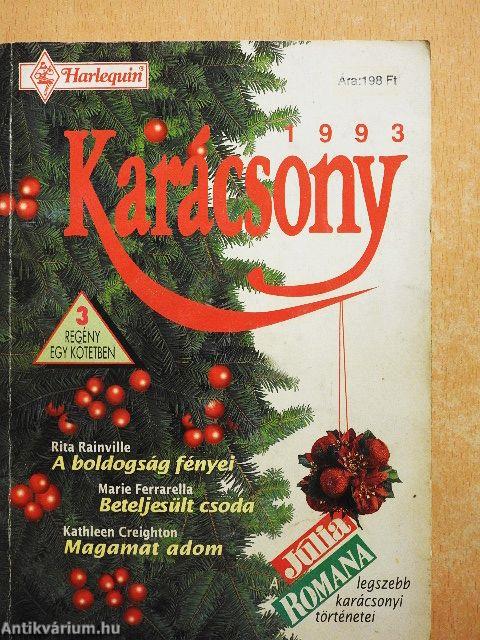 Harlequin®
Ára:198 Ft
1993
Karácsony
3
REGÉNY
EGY KÖTETBEN
Rita Rainville
A boldogság fényei
Marie Ferrarella
Beteljesült csoda
Kathleen Creighton
Magamat adom
A
Júlia
ROMANA
legszebb
karácsonyi
történetei
Antikvárium.hu